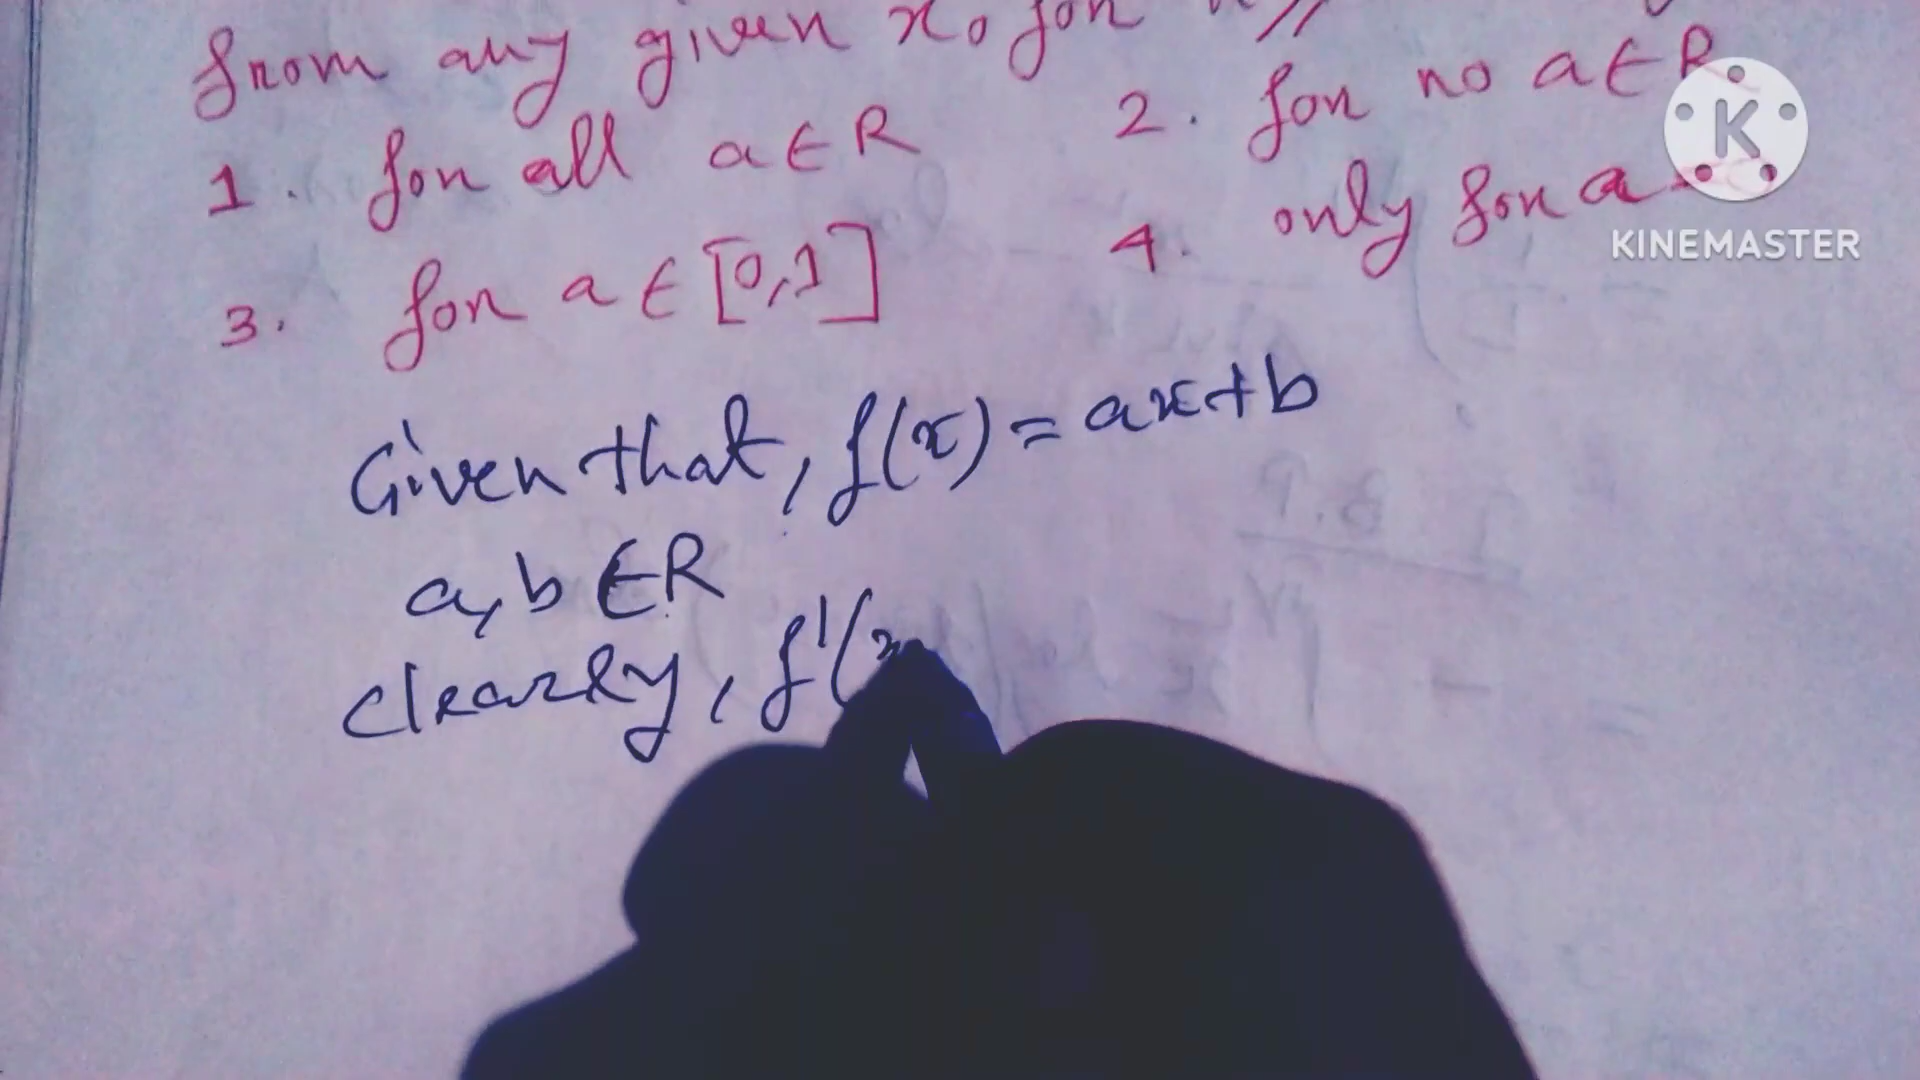 from any given x₀ for n
1. for all a ∈ R
2. for no a ∈ R
3. for a ∈ [0,1]
4. only for a
Given that, f(x) = ax+b
a, b ∈ R
clearly, f'(x
KINEMASTER